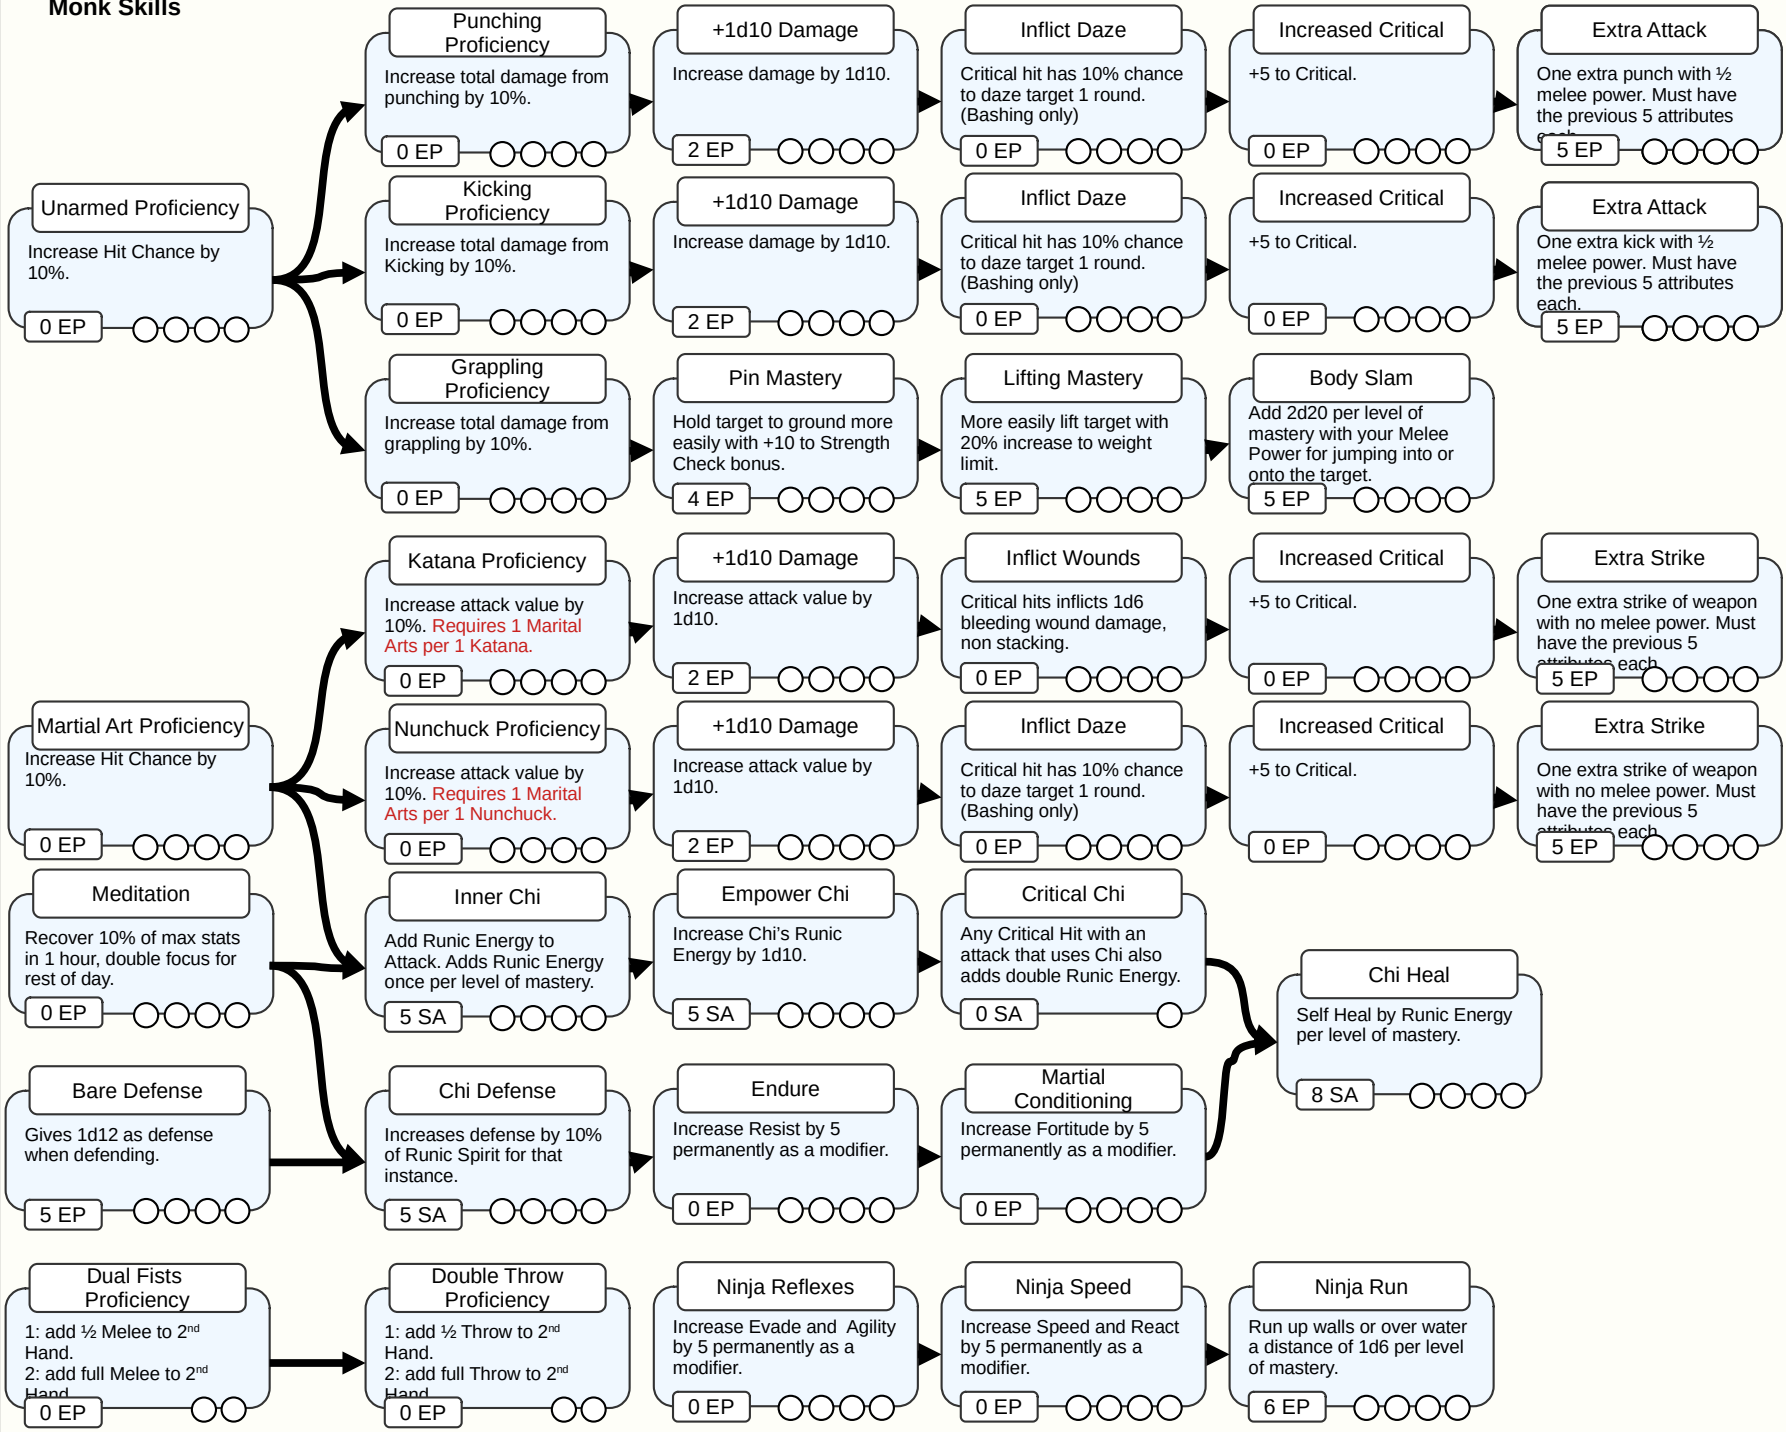 Monk Skills
Punching
Proficiency
Increase total damage from
punching by 10%.
0 EP
+1d10 Damage
Increase damage by 1d10.
2 EP
Inflict Daze
Critical hit has 10% chance
to daze target 1 round.
(Bashing only)
0 EP
Increased Critical
+5 to Critical.
0 EP
Extra Attack
One extra punch with ½
melee power. Must have
the previous 5 attributes
each.
5 EP
Unarmed Proficiency
Increase Hit Chance by
10%.
0 EP
Kicking
Proficiency
Increase total damage from
Kicking by 10%.
0 EP
+1d10 Damage
Increase damage by 1d10.
2 EP
Inflict Daze
Critical hit has 10% chance
to daze target 1 round.
(Bashing only)
0 EP
Increased Critical
+5 to Critical.
0 EP
Extra Attack
One extra kick with ½
melee power. Must have
the previous 5 attributes
each.
5 EP
Grappling
Proficiency
Increase total damage from
grappling by 10%.
0 EP
Pin Mastery
Hold target to ground more
easily with +10 to Strength
Check bonus.
4 EP
Lifting Mastery
More easily lift target with
20% increase to weight
limit.
5 EP
Body Slam
Add 2d20 per level of
mastery with your Melee
Power for jumping into or
onto the target.
5 EP
Katana Proficiency
Increase attack value by
10%. Requires 1 Marital
Arts per 1 Katana.
0 EP
+1d10 Damage
Increase attack value by
1d10.
2 EP
Inflict Wounds
Critical hits inflicts 1d6
bleeding wound damage,
non stacking.
0 EP
Increased Critical
+5 to Critical.
0 EP
Extra Strike
One extra strike of weapon
with no melee power. Must
have the previous 5
attributes each
5 EP
Martial Art Proficiency
Increase Hit Chance by
10%.
0 EP
Nunchuck Proficiency
Increase attack value by
10%. Requires 1 Marital
Arts per 1 Nunchuck.
0 EP
+1d10 Damage
Increase attack value by
1d10.
2 EP
Inflict Daze
Critical hit has 10% chance
to daze target 1 round.
(Bashing only)
0 EP
Increased Critical
+5 to Critical.
0 EP
Extra Strike
One extra strike of weapon
with no melee power. Must
have the previous 5
attributes each
5 EP
Meditation
Recover 10% of max stats
in 1 hour, double focus for
rest of day.
0 EP
Inner Chi
Add Runic Energy to
Attack. Adds Runic Energy
once per level of mastery.
5 SA
Empower Chi
Increase Chi’s Runic
Energy by 1d10.
5 SA
Critical Chi
Any Critical Hit with an
attack that uses Chi also
adds double Runic Energy.
0 SA
Chi Heal
Self Heal by Runic Energy
per level of mastery.
8 SA
Bare Defense
Gives 1d12 as defense
when defending.
5 EP
Chi Defense
Increases defense by 10%
of Runic Spirit for that
instance.
5 SA
Endure
Increase Resist by 5
permanently as a modifier.
0 EP
Martial
Conditioning
Increase Fortitude by 5
permanently as a modifier.
0 EP
Dual Fists
Proficiency
1: add ½ Melee to 2nd
Hand.
2: add full Melee to 2nd
Hand
0 EP
Double Throw
Proficiency
1: add ½ Throw to 2nd
Hand.
2: add full Throw to 2nd
Hand
0 EP
Ninja Reflexes
Increase Evade and Agility
by 5 permanently as a
modifier.
0 EP
Ninja Speed
Increase Speed and React
by 5 permanently as a
modifier.
0 EP
Ninja Run
Run up walls or over water
a distance of 1d6 per level
of mastery.
6 EP